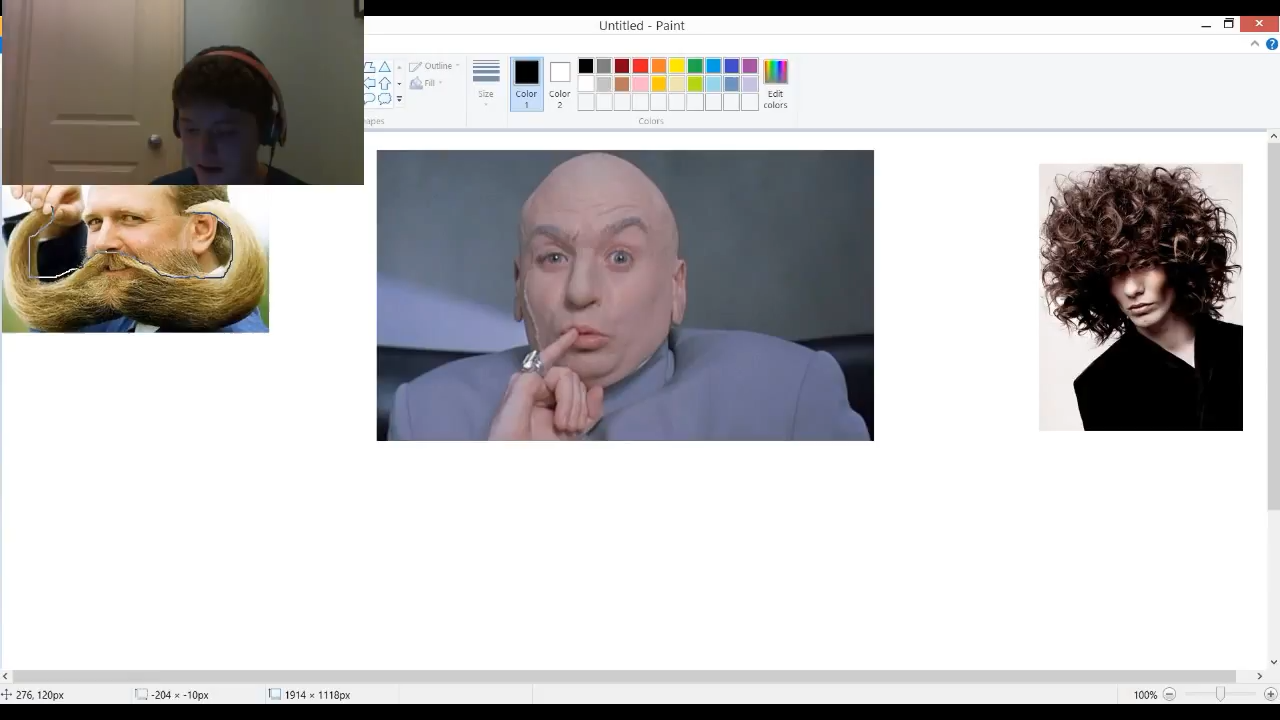 Untitled - Paint
Outline
Fill
Size
Color 1
Color 2
Edit colors
apes
Colors
276, 120px
-204 × -10px
1914 × 1118px
100%